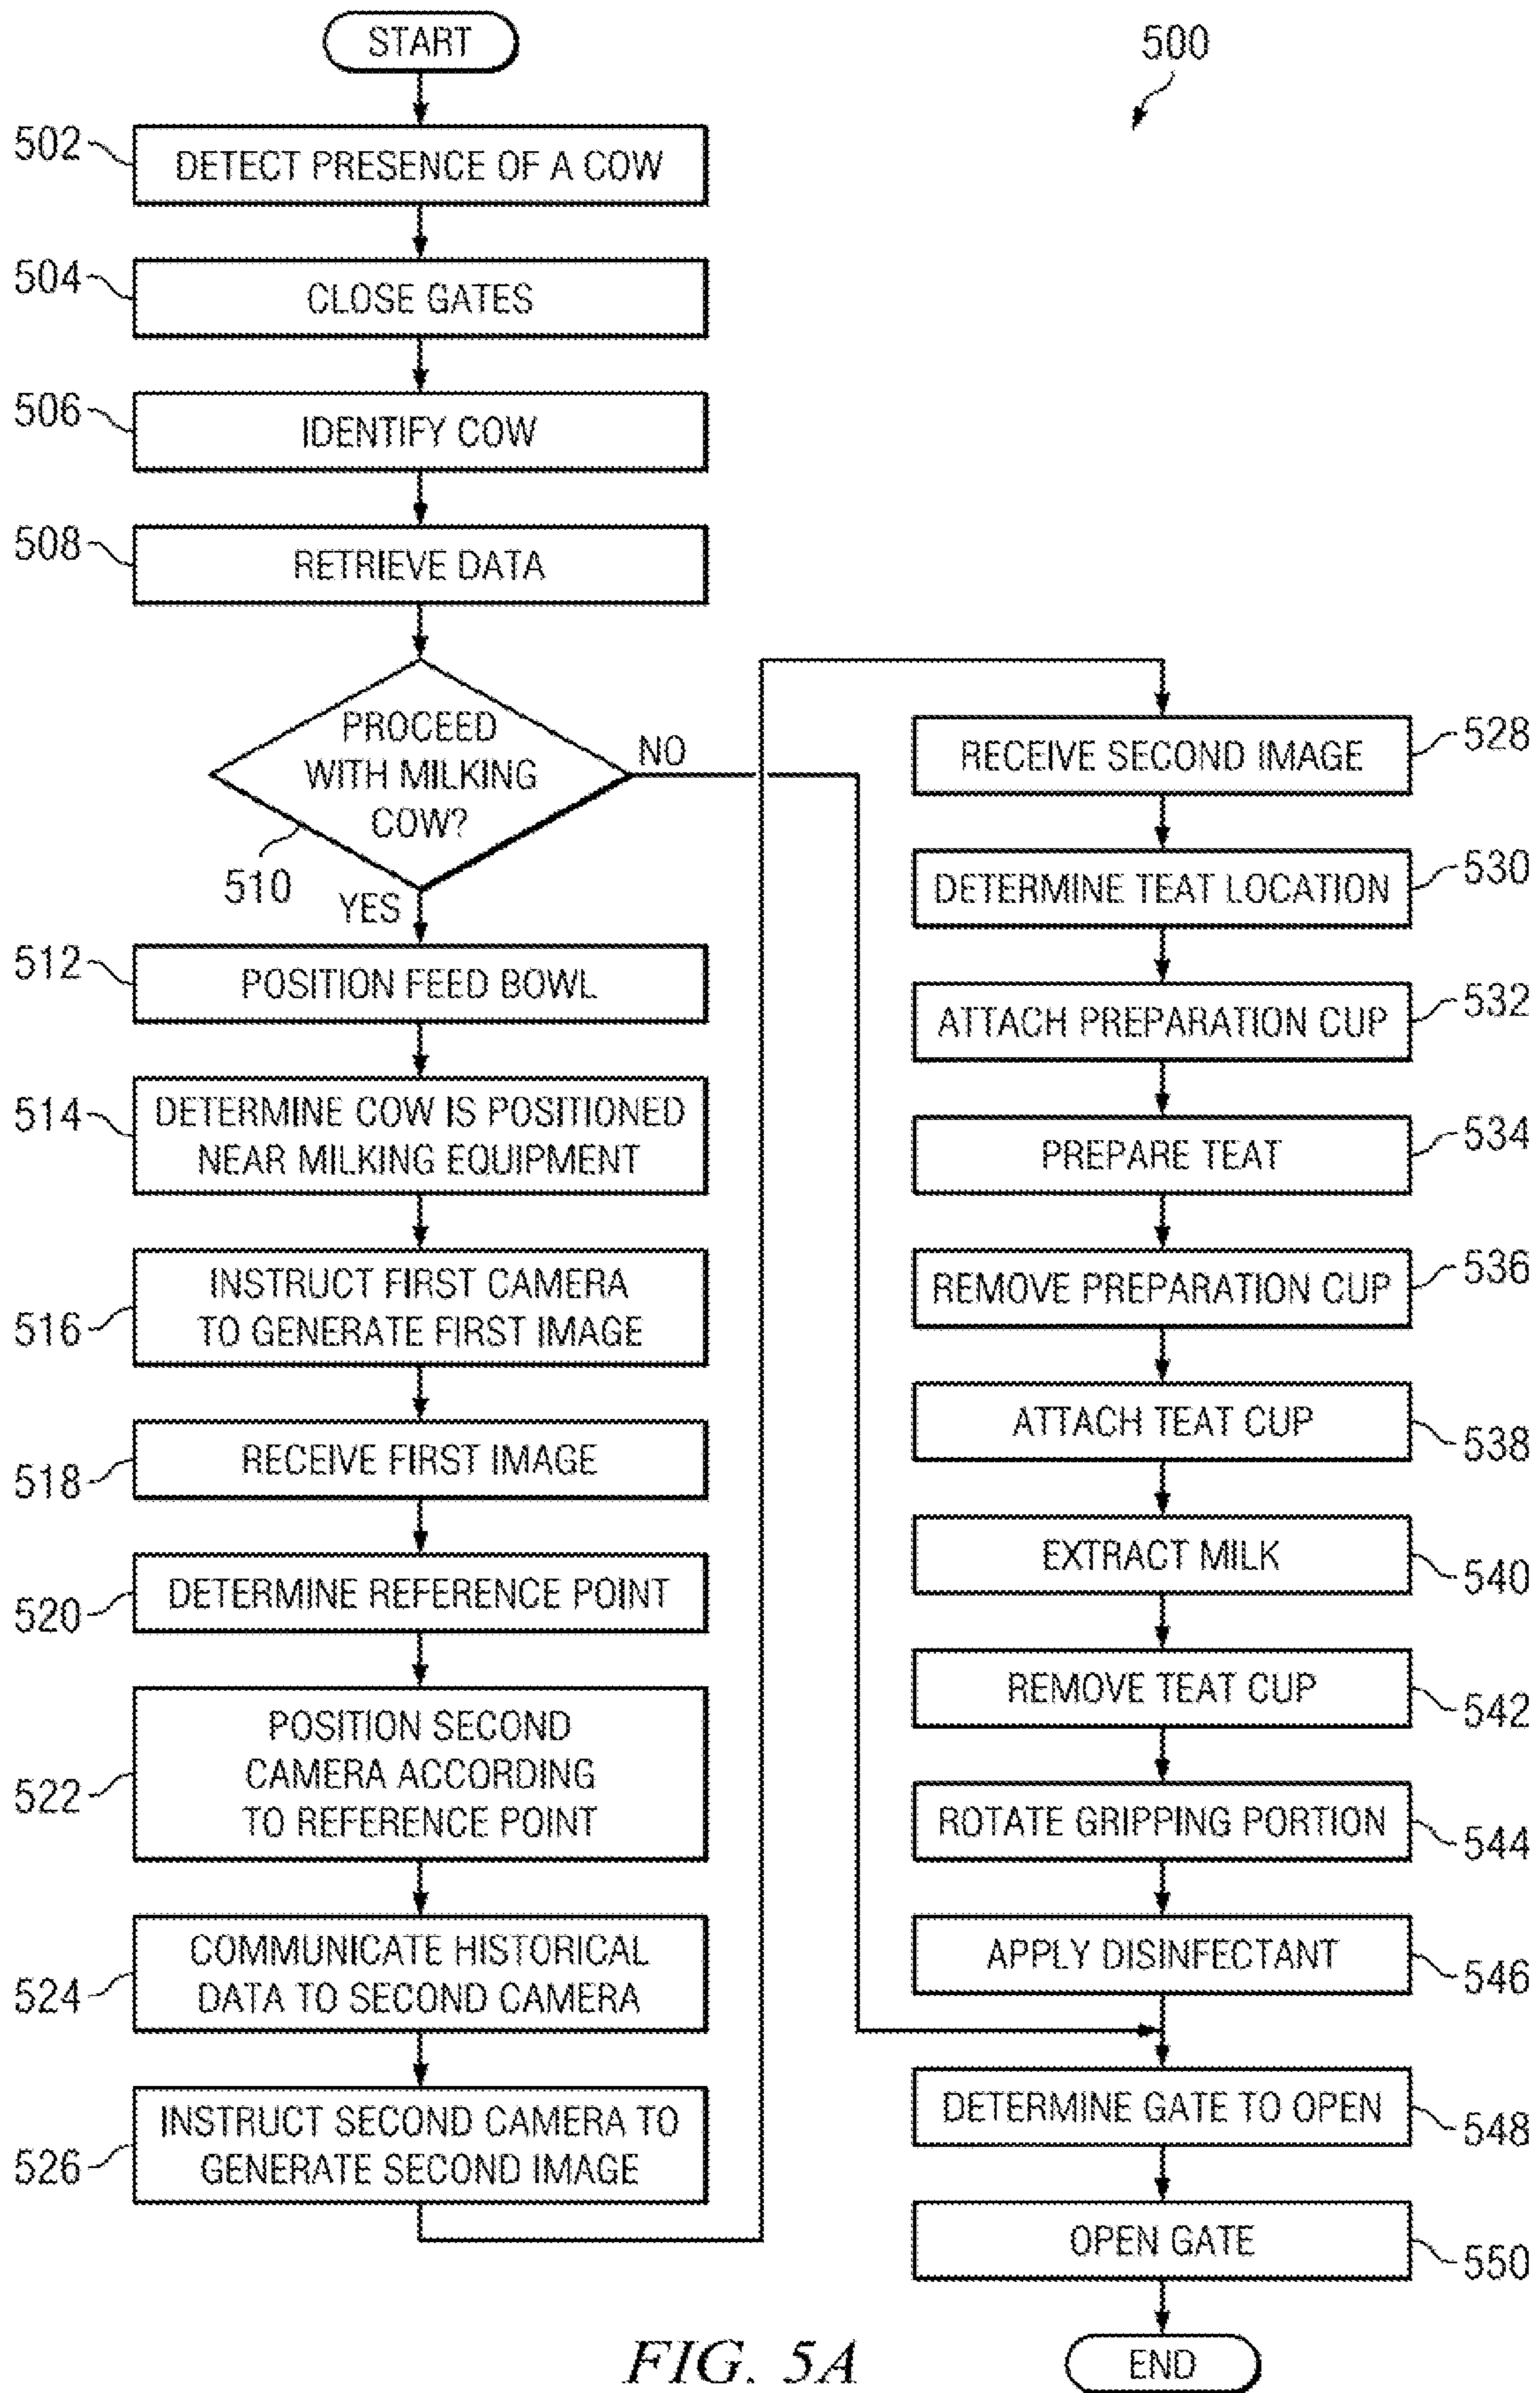 START
500
502
DETECT PRESENCE OF A COW
504
CLOSE GATES
506
IDENTIFY COW
508
RETRIEVE DATA
PROCEED
WITH MILKING
COW?
NO
510
YES
512
POSITION FEED BOWL
514
DETERMINE COW IS POSITIONED
NEAR MILKING EQUIPMENT
516
INSTRUCT FIRST CAMERA
TO GENERATE FIRST IMAGE
518
RECEIVE FIRST IMAGE
520
DETERMINE REFERENCE POINT
522
POSITION SECOND
CAMERA ACCORDING
TO REFERENCE POINT
524
COMMUNICATE HISTORICAL
DATA TO SECOND CAMERA
526
INSTRUCT SECOND CAMERA TO
GENERATE SECOND IMAGE
RECEIVE SECOND IMAGE
528
DETERMINE TEAT LOCATION
530
ATTACH PREPARATION CUP
532
PREPARE TEAT
534
REMOVE PREPARATION CUP
536
ATTACH TEAT CUP
538
EXTRACT MILK
540
REMOVE TEAT CUP
542
ROTATE GRIPPING PORTION
544
APPLY DISINFECTANT
546
DETERMINE GATE TO OPEN
548
OPEN GATE
550
END
FIG. 5A